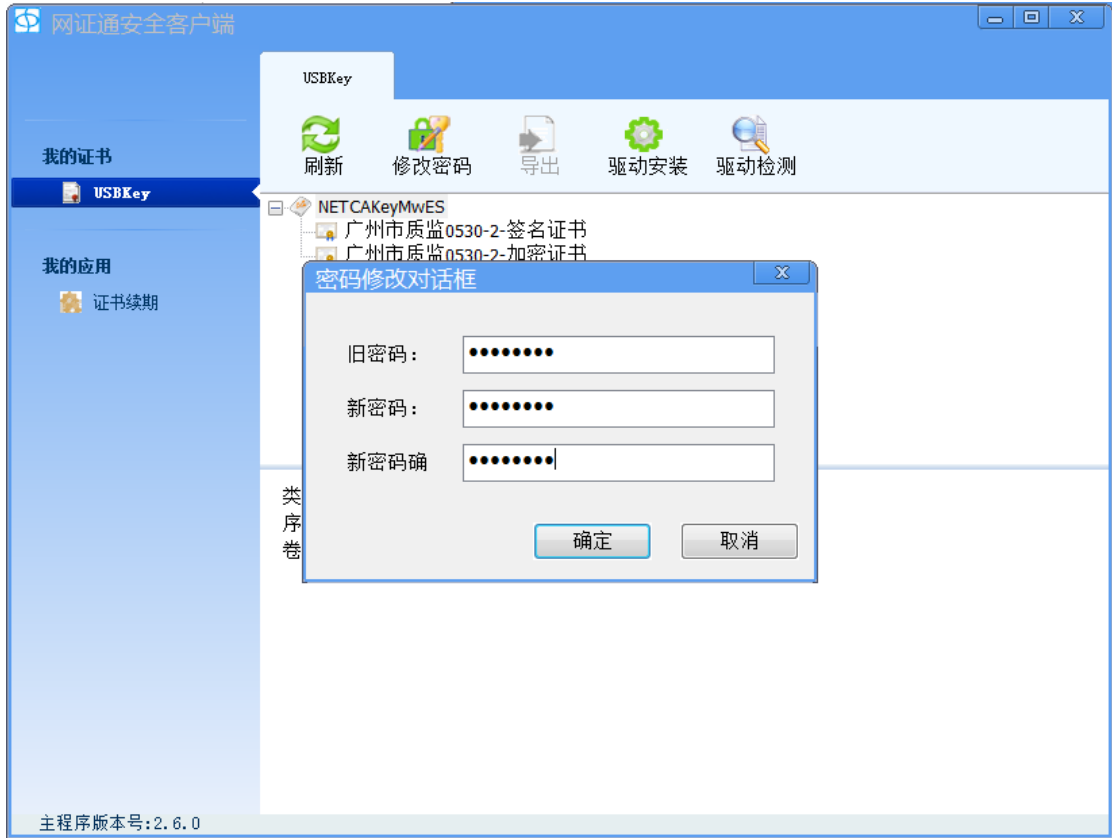 网证通安全客户端
USBKey
刷新 修改密码 导出 驱动安装 驱动检测
我的证书
USBKey
NETCAKeyMwES
广州市质监0530-2-签名证书
广州市质监0530-2-加密证书
我的应用
证书续期
密码修改对话框
旧密码：
新密码：
新密码确
类
序
卷
确定 取消
主程序版本号:2.6.0